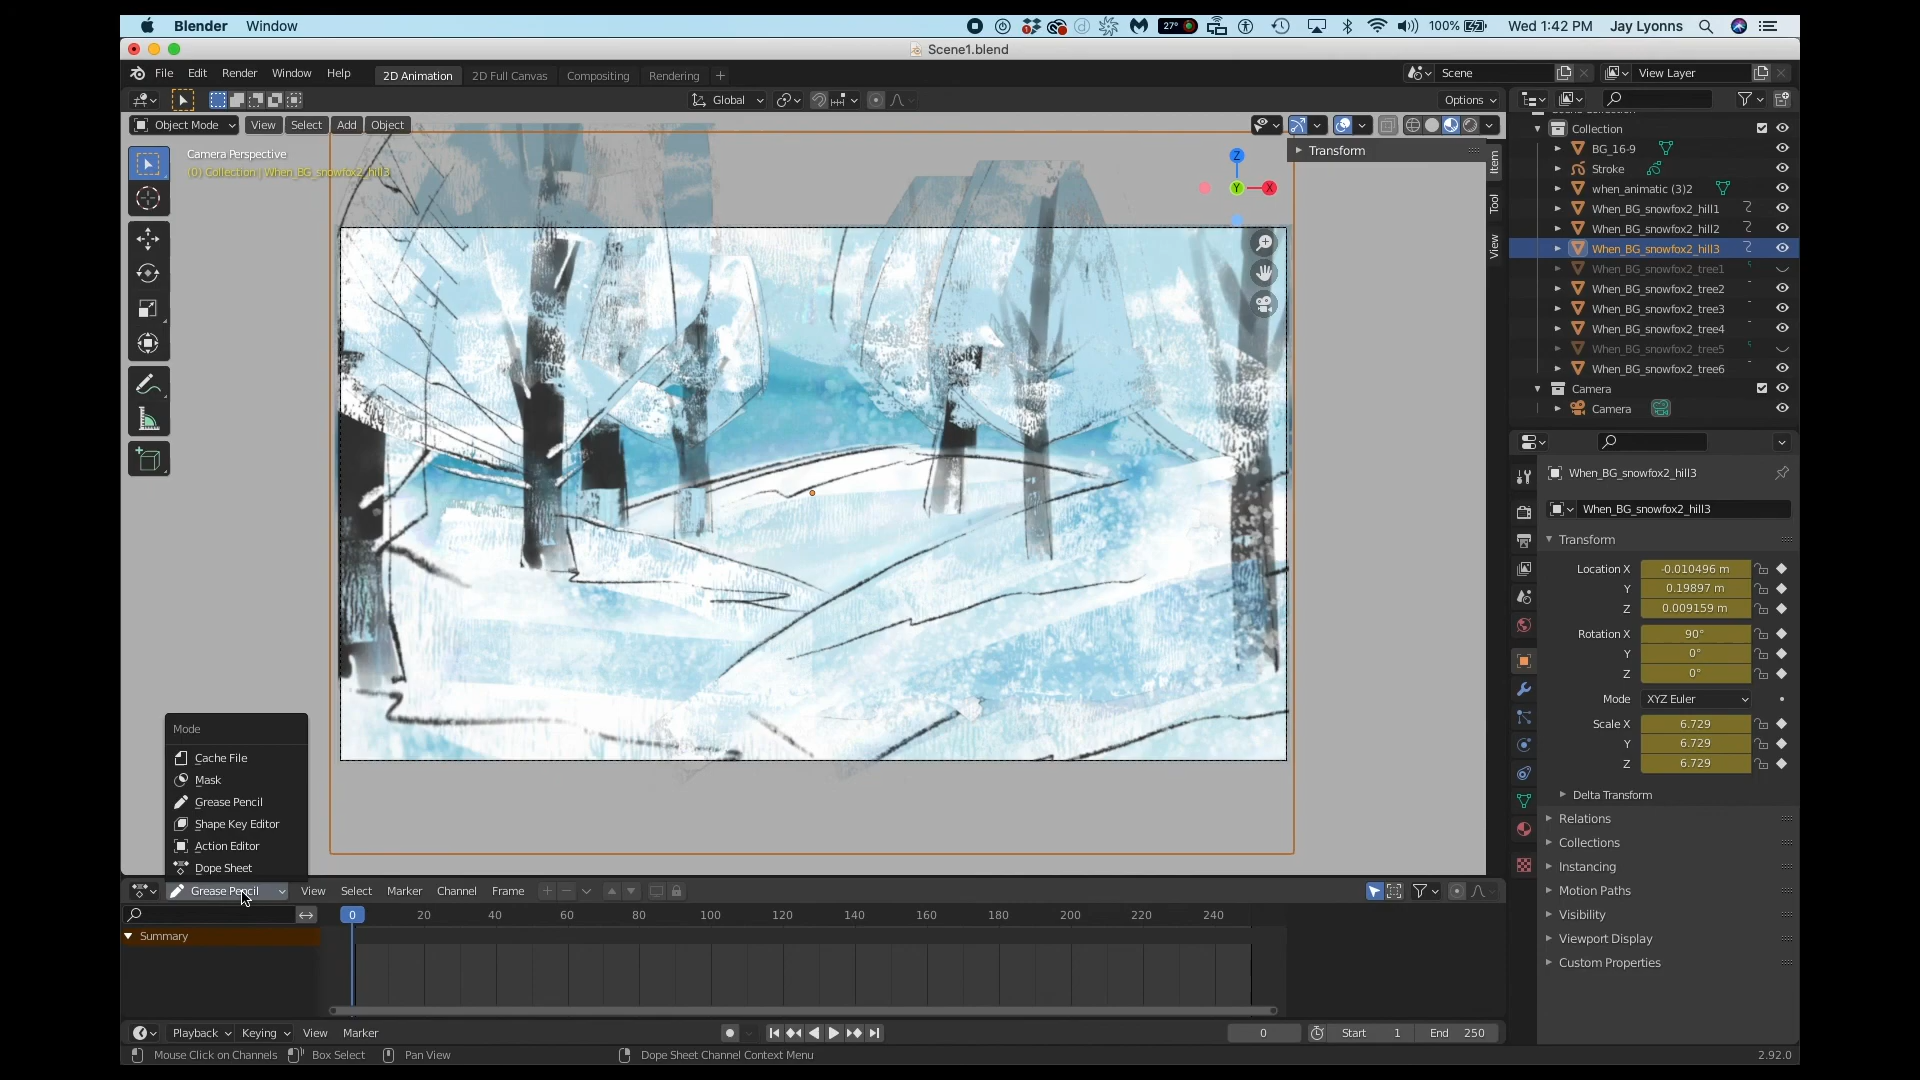 Blender Window 27° 100% Wed 1:42 PM Jay Lyonns
Scene1.blend
File Edit Render Window Help 2D Animation 2D Full Canvas Compositing Rendering + Scene View Layer
Global Options
Object Mode View Select Add Object
Camera Perspective
(0) Collection | When_BG_snowfox2_hill3
Z
Y X
Transform
Item
Tool
View
Collection
BG_16-9
Stroke
when_animatic (3)2
When_BG_snowfox2_hill1
When_BG_snowfox2_hill2
When_BG_snowfox2_hill3
When_BG_snowfox2_tree1
When_BG_snowfox2_tree2
When_BG_snowfox2_tree3
When_BG_snowfox2_tree4
When_BG_snowfox2_tree5
When_BG_snowfox2_tree6
Camera
Camera
When_BG_snowfox2_hill3
When_BG_snowfox2_hill3
Transform
Location X -0.010496 m
Y 0.19897 m
Z 0.009159 m
Rotation X 90°
Y 0°
Z 0°
Mode XYZ Euler
Scale X 6.729
Y 6.729
Z 6.729
Delta Transform
Relations
Collections
Instancing
Motion Paths
Visibility
Viewport Display
Custom Properties
Mode
Cache File
Mask
Grease Pencil
Shape Key Editor
Action Editor
Dope Sheet
Grease Pencil View Select Marker Channel Frame
0 20 40 60 80 100 120 140 160 180 200 220 240
Summary
Playback Keying View Marker 0 Start 1 End 250
Mouse Click on Channels Box Select Pan View Dope Sheet Channel Context Menu 2.92.0